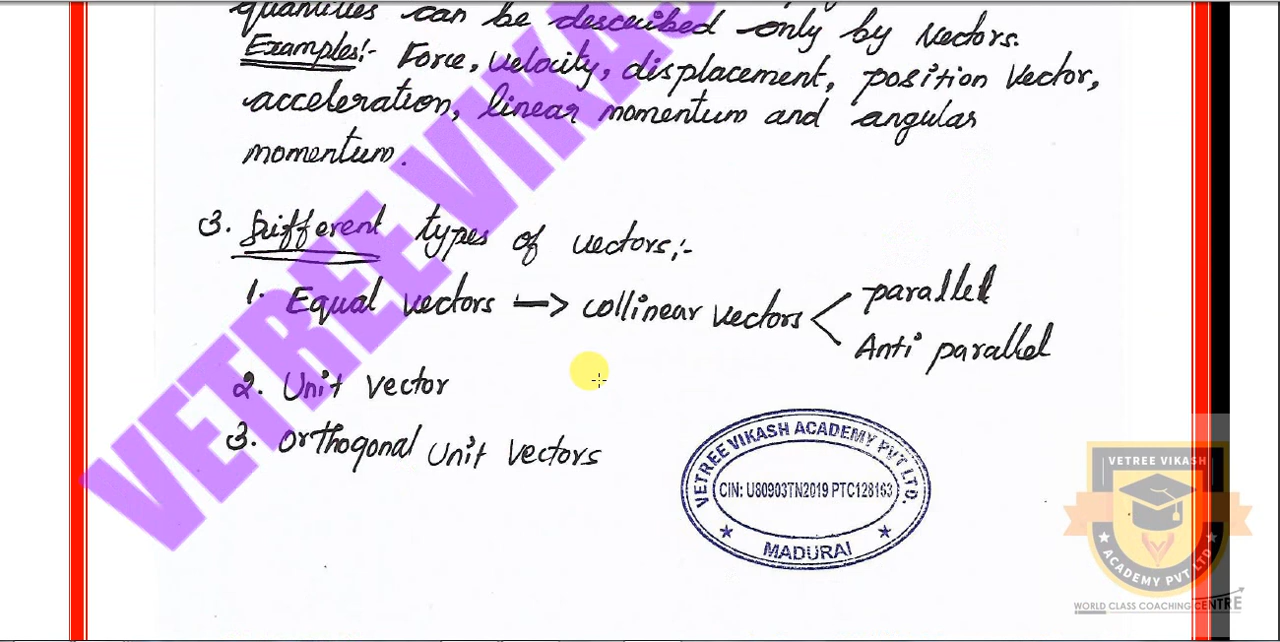 quantities can be described only by vectors.
Examples:- Force, velocity, displacement, position vector,
acceleration, linear momentum and angular
momentum.
3. Different types of vectors:-
1. Equal vectors -> collinear vectors < parallel
Anti parallel
2. Unit vector
3. Orthogonal Unit Vectors
VETREE VIKAS
VETREE VIKASH ACADEMY PVT LTD.
CIN: U80903TN2019 PTC128163
MADURAI
VETREE VIKASH
ACADEMY PVT LTD
WORLD CLASS COACHING CENTRE